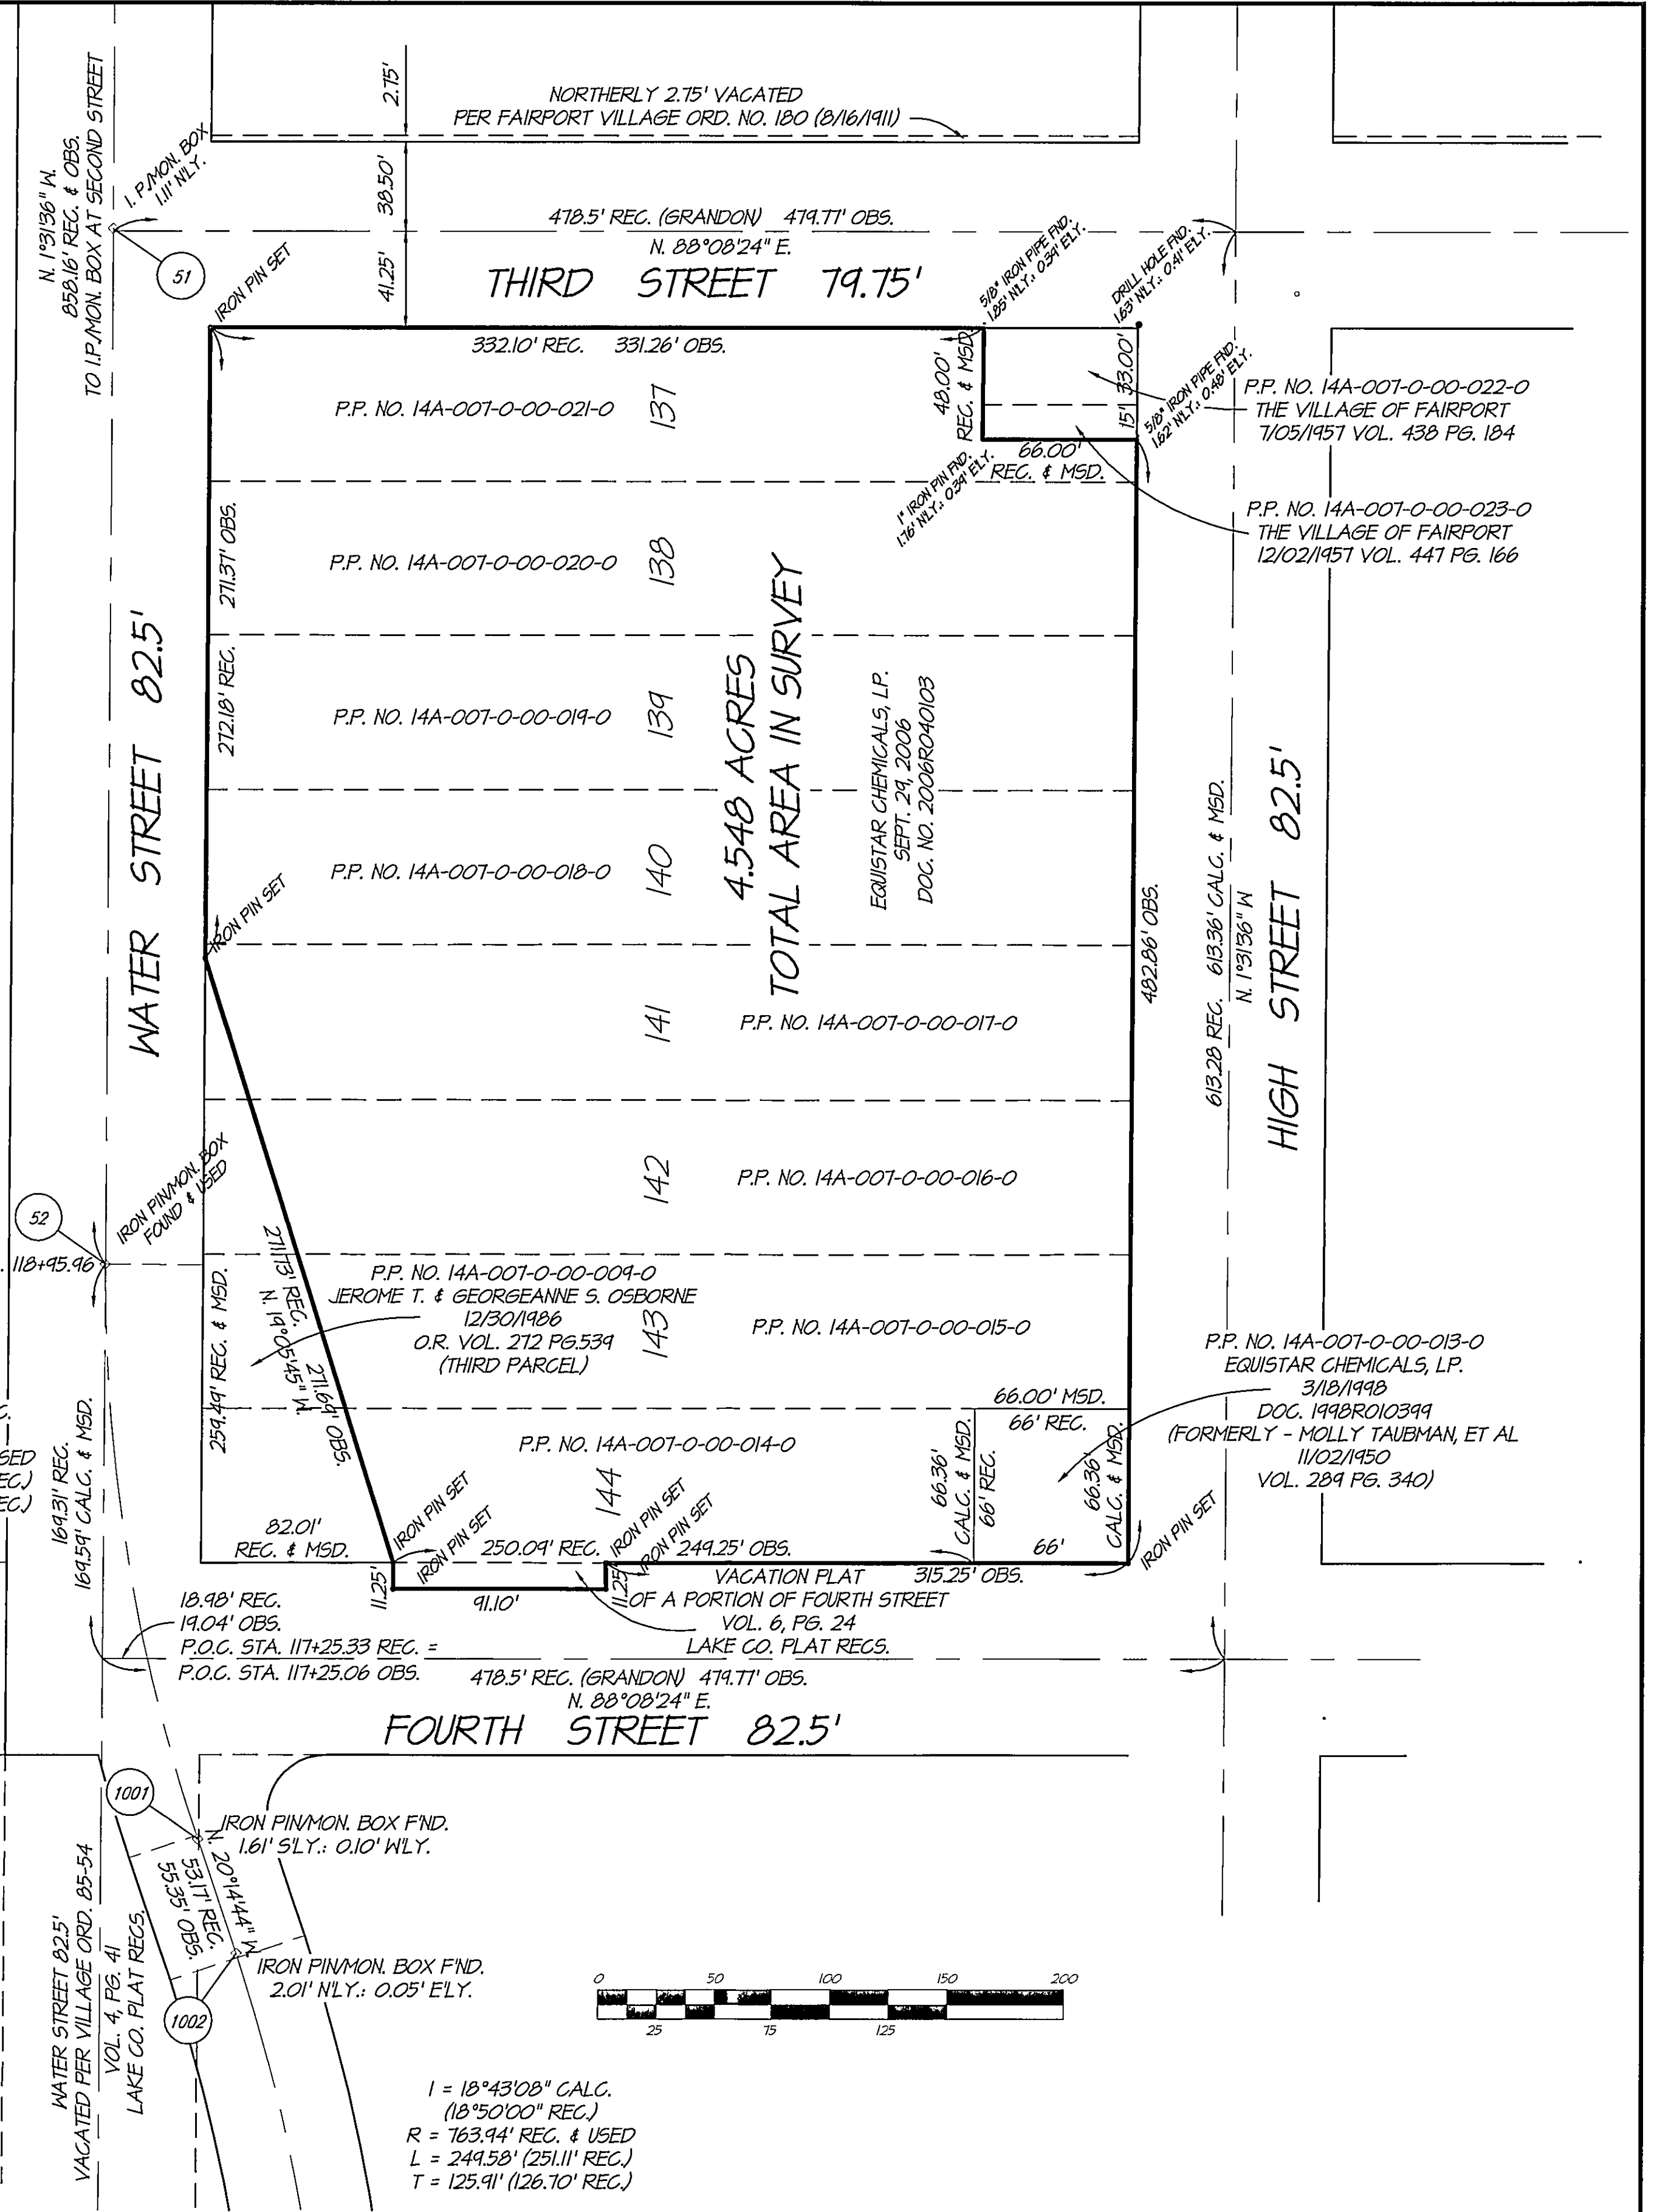 N. 1°31'36" W.
858.16' REC. & OBS.
TO I.P./MON. BOX AT SECOND STREET
I. P./MON. BOX
1.11' N'LY.
51
2.75'
38.50'
41.25'
NORTHERLY 2.75' VACATED
PER FAIRPORT VILLAGE ORD. NO. 180 (8/16/1911)
478.5' REC. (GRANDON) 479.77' OBS.
N. 88°08'24" E.
THIRD STREET 79.75'
IRON PIN SET
332.10' REC. 331.26' OBS.
5/8" IRON PIPE FND.
1.85' N'LY.: 0.34' E'LY.
DRILL HOLE FND.
1.63' N'LY.: 0.41' E'LY.
48.00'
REC. & MSD.
33.00'
15'
5/8" IRON PIPE FND.
1.62' N'LY.: 0.48' E'LY.
66.00'
REC. & MSD.
1" IRON PIN FND.
1.76' N'LY.: 0.34' E'LY.
P.P. NO. 14A-007-0-00-022-0
THE VILLAGE OF FAIRPORT
7/05/1957 VOL. 438 PG. 184
P.P. NO. 14A-007-0-00-023-0
THE VILLAGE OF FAIRPORT
12/02/1957 VOL. 447 PG. 166
P.P. NO. 14A-007-0-00-021-0
137
P.P. NO. 14A-007-0-00-020-0
138
P.P. NO. 14A-007-0-00-019-0
139
P.P. NO. 14A-007-0-00-018-0
140
272.18' REC. 271.37' OBS.
WATER STREET 82.5'
IRON PIN SET
4.548 ACRES
TOTAL AREA IN SURVEY
EQUISTAR CHEMICALS, LP.
SEPT. 29, 2006
DOC. NO. 2006R040103
482.86' OBS.
613.28 REC. 613.36' CALC. & MSD.
N. 1°31'36" W
HIGH STREET 82.5'
141
P.P. NO. 14A-007-0-00-017-0
142
P.P. NO. 14A-007-0-00-016-0
IRON PIN/MON. BOX
FOUND & USED
52
118+95.96
271.73' REC.
271.69' OBS.
N. 19°05'45" W.
259.49' REC. & MSD.
P.P. NO. 14A-007-0-00-009-0
JEROME T. & GEORGEANNE S. OSBORNE
12/30/1986
O.R. VOL. 272 PG.539
(THIRD PARCEL)
143
P.P. NO. 14A-007-0-00-015-0
P.P. NO. 14A-007-0-00-013-0
EQUISTAR CHEMICALS, LP.
3/18/1998
DOC. 1998R010399
(FORMERLY - MOLLY TAUBMAN, ET AL
11/02/1950
VOL. 289 PG. 340)
66.00' MSD.
66' REC.
66.36'
CALC. & MSD.
66' REC.
66.36'
CALC. & MSD.
P.P. NO. 14A-007-0-00-014-0
144
IRON PIN SET
IRON PIN SET
IRON PIN SET
IRON PIN SET
IRON PIN SET
169.31' REC.
169.59' CALC. & MSD.
82.01'
REC. & MSD.
250.09' REC.
249.25' OBS.
66'
315.25' OBS.
11.25'
91.10'
11.25'
VACATION PLAT
OF A PORTION OF FOURTH STREET
VOL. 6, PG. 24
LAKE CO. PLAT RECS.
18.98' REC.
19.04' OBS.
P.O.C. STA. 117+25.33 REC. =
P.O.C. STA. 117+25.06 OBS.
478.5' REC. (GRANDON) 479.77' OBS.
N. 88°08'24" E.
FOURTH STREET 82.5'
1001
IRON PIN/MON. BOX F'ND.
1.61' S'LY.: 0.10' W'LY.
N. 20°14'44" W.
53.17' REC.
55.35' OBS.
IRON PIN/MON. BOX F'ND.
2.01' N'LY.: 0.05' E'LY.
1002
WATER STREET 82.5'
VACATED PER VILLAGE ORD. 85-54
VOL. 4, PG. 41
LAKE CO. PLAT RECS.
0 50 100 150 200
25 75 125
I = 18°43'08" CALC.
(18°50'00" REC.)
R = 763.94' REC. & USED
L = 249.58' (251.11' REC.)
T = 125.91' (126.70' REC.)